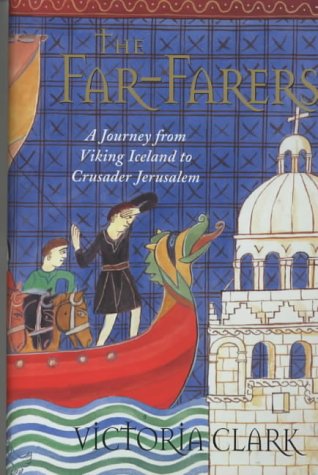 THE
FAR-FARERS
A Journey from
Viking Iceland to
Crusader Jerusalem
VICTORIA CLARK